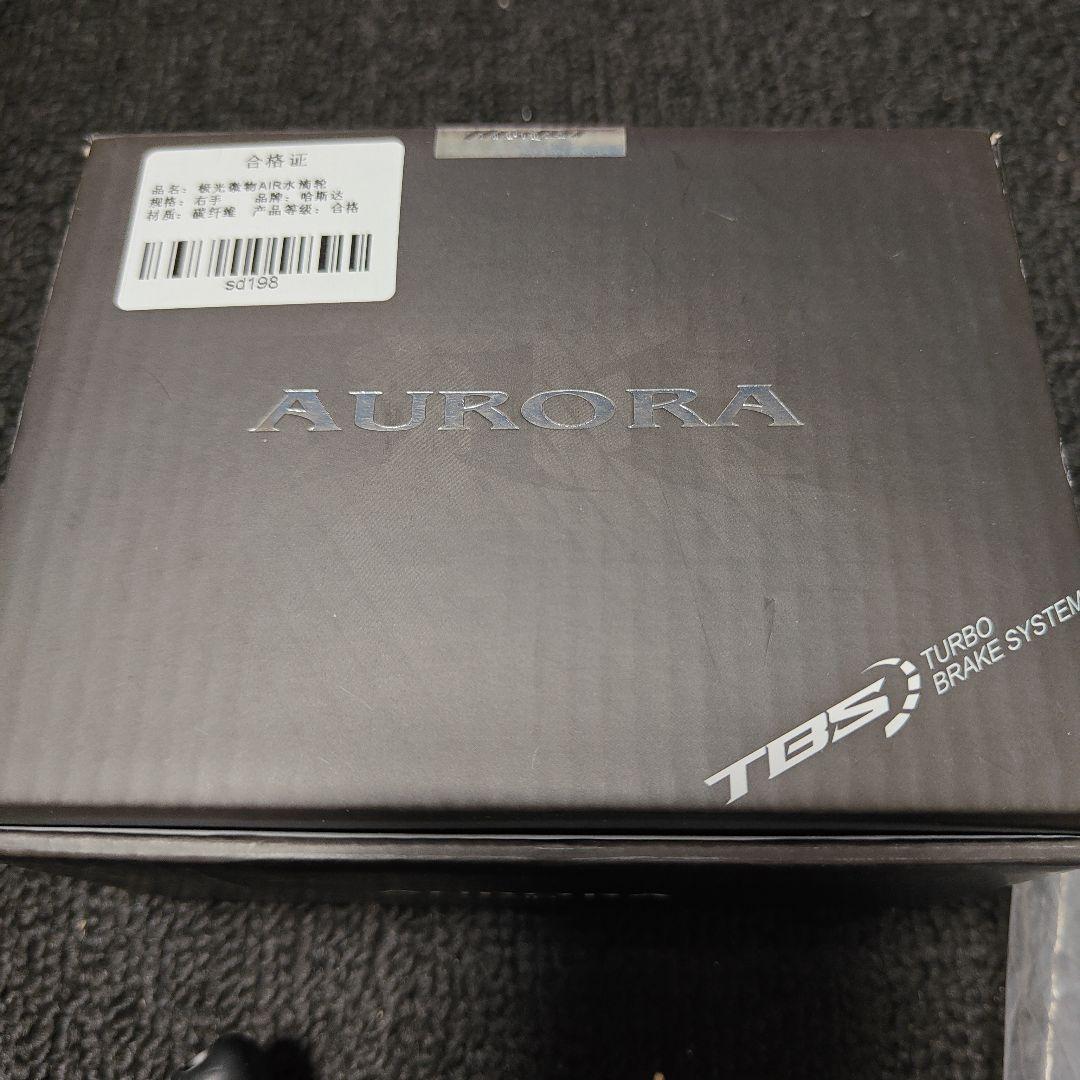 合格证
品名：极光微物AIR水滴轮
规格：右手 品牌：哈斯达
材质：碳纤维 产品等级：合格
sd198
AURORA
TURBO
BRAKE SYSTEM
TBS